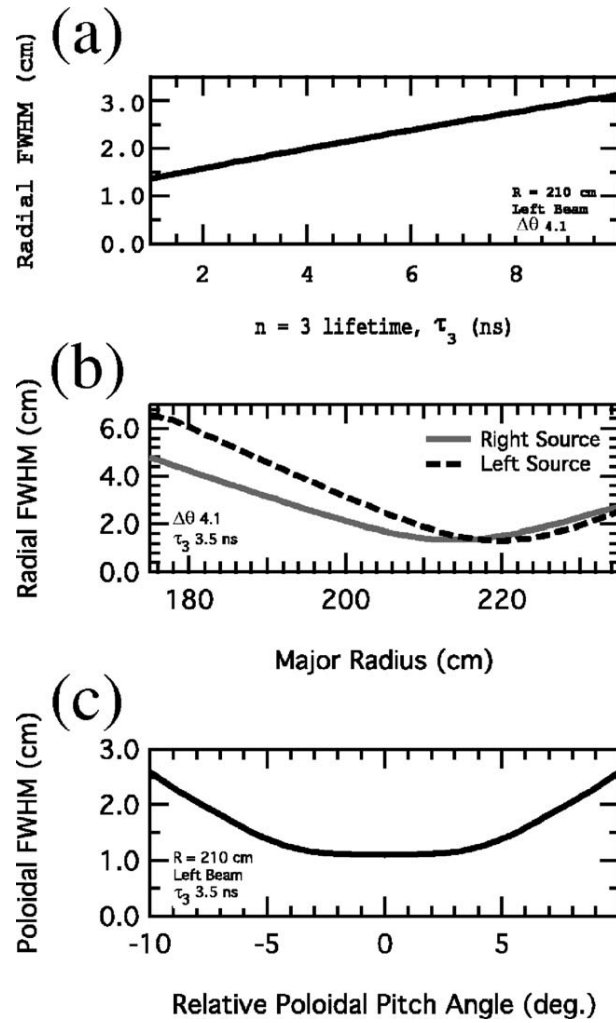 (a)
Radial FWHM (cm)
3.0
2.0
1.0
0.0
R = 210 cm
Left Beam
Δθ 4.1
2 4 6 8
n = 3 lifetime, τ3 (ns)
(b)
Radial FWHM (cm)
6.0
4.0
2.0
0.0
Right Source
Left Source
Δθ 4.1
τ3 3.5 ns
180 200 220
Major Radius (cm)
(c)
Poloidal FWHM (cm)
3.0
2.0
1.0
0.0
R = 210 cm
Left Beam
τ3 3.5 ns
-10 -5 0 5
Relative Poloidal Pitch Angle (deg.)